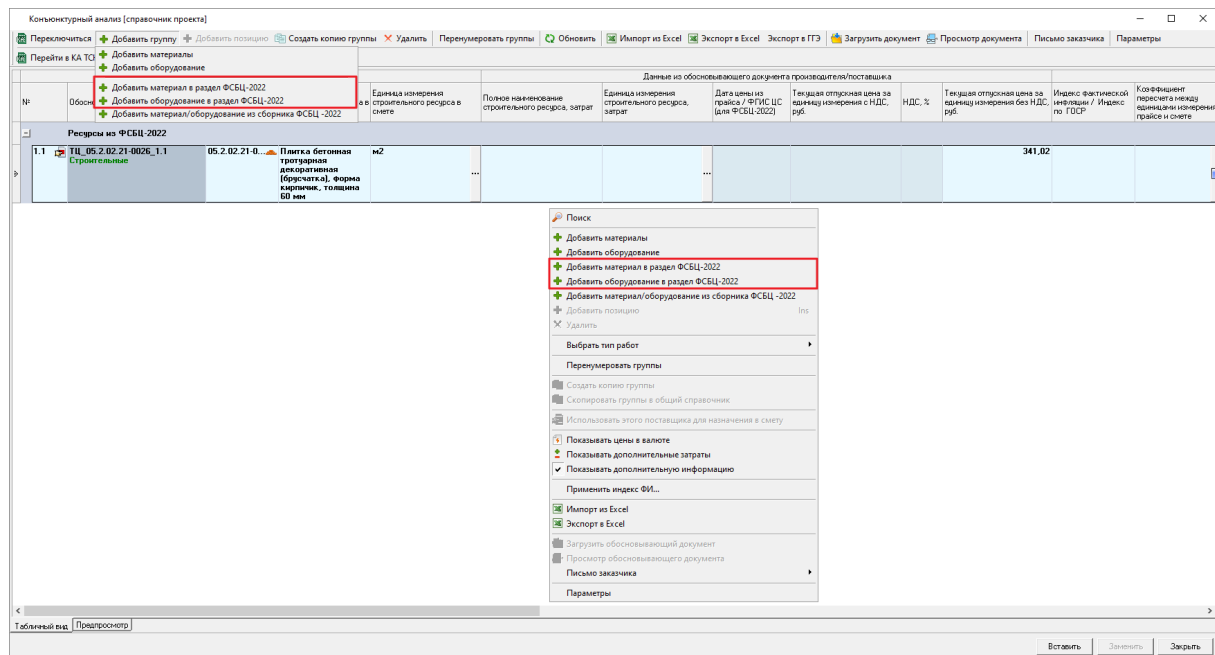 Конъюнктурный анализ [справочник проекта]
Переключиться Добавить группу Добавить позицию Создать копию группы Удалить Перенумеровать группы Обновить Импорт из Excel Экспорт в Excel Экспорт в ГГЭ Загрузить документ Просмотр документа Письмо заказчика Параметры
Перейти в КА ТО
Добавить материалы
Добавить оборудование
Добавить материал в раздел ФСБЦ-2022
Добавить оборудование в раздел ФСБЦ-2022
Добавить материал/оборудование из сборника ФСБЦ -2022
Данные из обосновывающего документа производителя/поставщика
№
Обосн
а в
Единица измерения
строительного ресурса в
смете
Полное наименование
строительного ресурса, затрат
Единица измерения
строительного ресурса,
затрат
Дата цены из
прайса / ФГИС ЦС
(для ФСБЦ-2022)
Текущая отпускная цена за
единицу измерения с НДС,
руб.
НДС, %
Текущая отпускная цена за
единицу измерения без НДС,
руб.
Индекс фактической
инфляции / Индекс
по ГОСР
Коэффициент
пересчета между
единицами измерения
прайсе и смете
Ресурсы из ФСБЦ-2022
1.1 ТЦ_05.2.02.21-0026_1.1 05.2.02.21-0... Плитка бетонная м2 ... ... 341,02
Строительные тротуарная
декоративная
(брусчатка), форма
кирпичик, толщина
60 мм
Поиск
Добавить материалы
Добавить оборудование
Добавить материал в раздел ФСБЦ-2022
Добавить оборудование в раздел ФСБЦ-2022
Добавить материал/оборудование из сборника ФСБЦ -2022
Добавить позицию Ins
Удалить
Выбрать тип работ
Перенумеровать группы
Создать копию группы
Скопировать группы в общий справочник
Использовать этого поставщика для назначения в смету
Показывать цены в валюте
Показывать дополнительные затраты
Показывать дополнительную информацию
Применить индекс ФИ...
Импорт из Excel
Экспорт в Excel
Загрузить обосновывающий документ
Просмотр обосновывающего документа
Письмо заказчика
Параметры
Табличный вид Предпросмотр
Вставить Заменить Закрыть